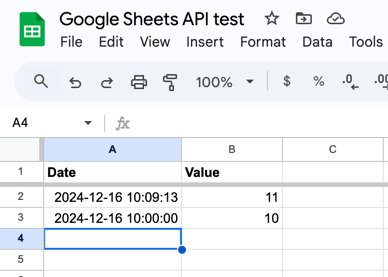 Google Sheets API test
File Edit View Insert Format Data Tools
100% $ % .0 .00
A4 fx
A B C
1 Date Value
2 2024-12-16 10:09:13 11
3 2024-12-16 10:00:00 10
4
5